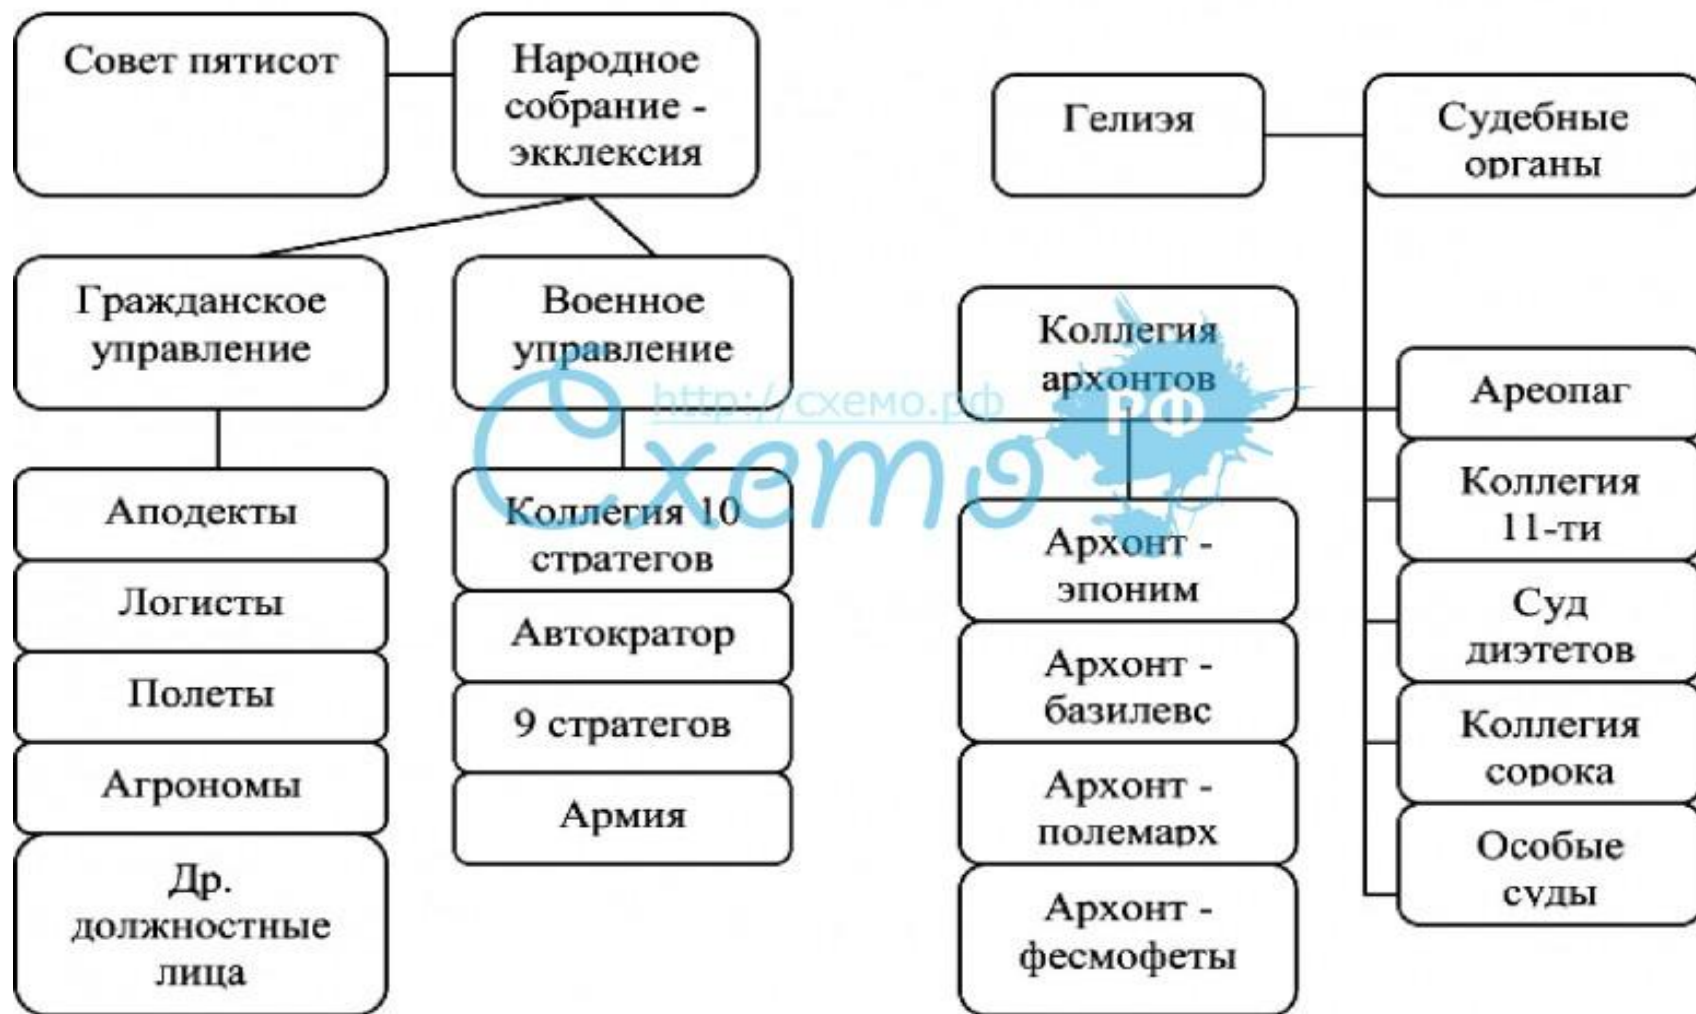 Совет пятисот
Народное
собрание -
экклексия
Гелиэя
Судебные
органы
Гражданское
управление
Военное
управление
Коллегия
архонтов
Аподекты
Логисты
Полеты
Агрономы
Др.
должностные
лица
Коллегия 10
стратегов
Автократор
9 стратегов
Армия
Архонт -
эпоним
Архонт -
базилевс
Архонт -
полемарх
Архонт -
фесмофеты
Ареопаг
Коллегия
11-ти
Суд
диэтетов
Коллегия
сорока
Особые
суды
http://схемо.рф
Схемо
РФ